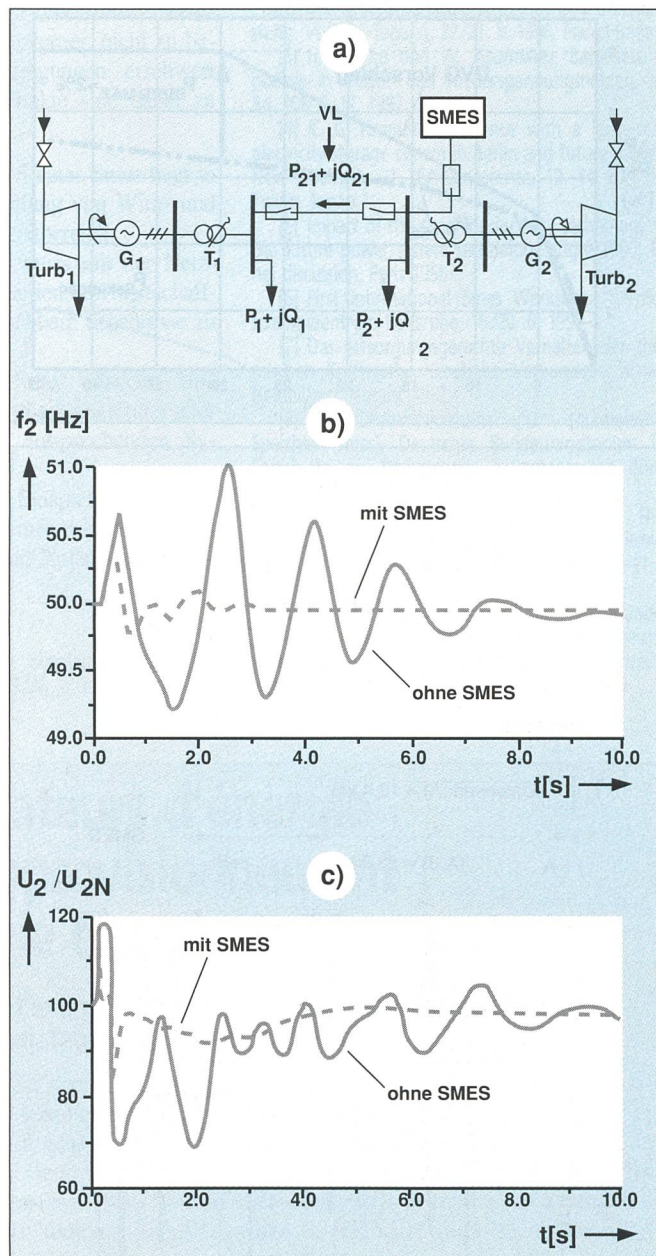 a)
SMES
VL
P21 + jQ21
Turb1
G1
T1
T2
G2
Turb2
P1 + jQ1
P2 + jQ
2
b)
f2 [Hz]
51.0
50.5
50.0
49.5
49.0
mit SMES
ohne SMES
0.0 2.0 4.0 6.0 8.0 10.0
t[s]
c)
U2 /U2N
120
100
80
60
mit SMES
ohne SMES
0.0 2.0 4.0 6.0 8.0 10.0
t[s]